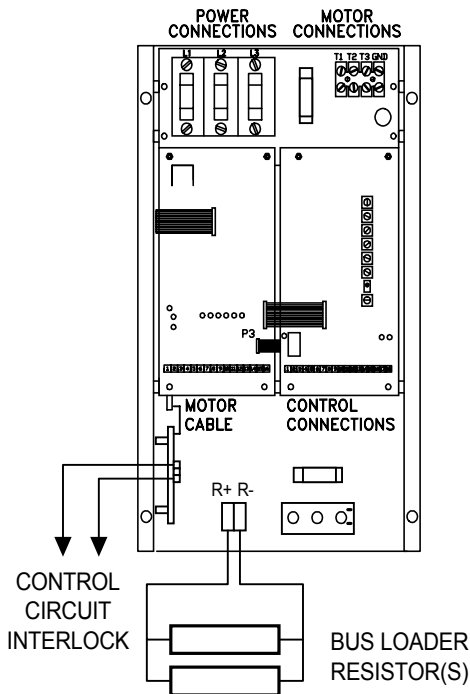 POWER
CONNECTIONS
MOTOR
CONNECTIONS
L1 L2 L3
T1 T2 T3 GND
P3
MOTOR
CABLE
CONTROL
CONNECTIONS
R+ R-
CONTROL
CIRCUIT
INTERLOCK
BUS LOADER
RESISTOR(S)